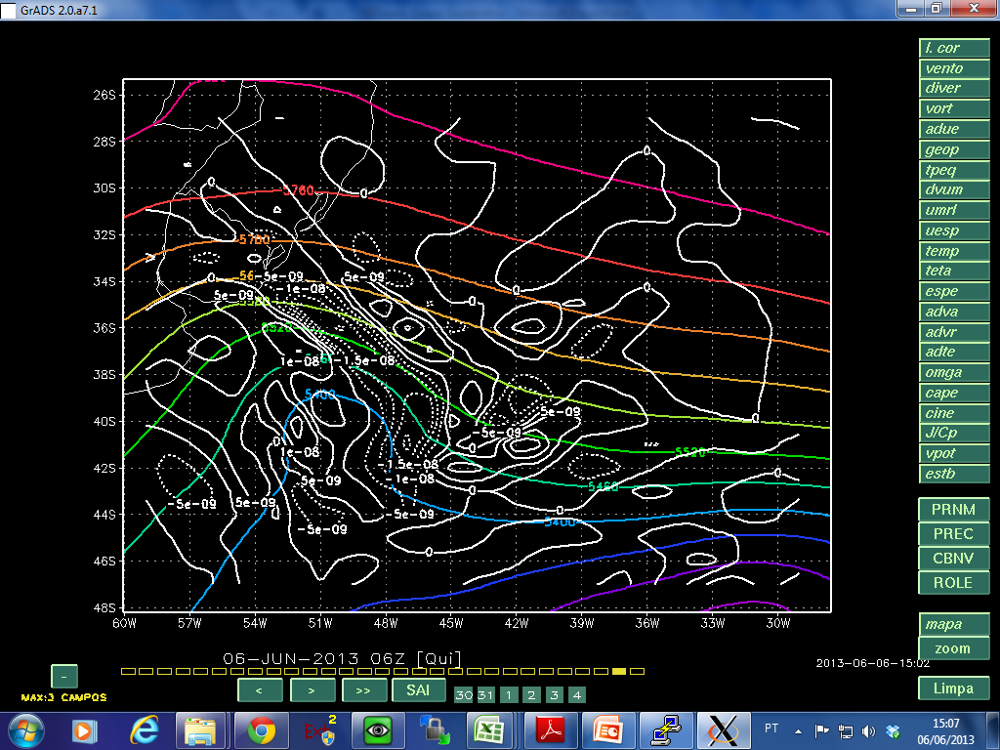 GrADS 2.0.a7.1
l. cor
vento
diver
vort
adue
geop
tpeq
dvum
umrl
uesp
temp
teta
espe
adva
advr
adte
omga
cape
cine
J/Cp
vpot
estb
PRNM
PREC
CBNV
ROLE
mapa
zoom
Limpa
26S
28S
30S
32S
34S
36S
38S
40S
42S
44S
46S
48S
60W 57W 54W 51W 48W 45W 42W 39W 36W 33W 30W
0
0
0
5760
5700
0
-5e-09
5e-09
0
0
5e-09
-1e-08
0
5520
1e-08
-1.5e-08
5400
5e-09
0
-5e-09
0
0
1e-08
5520
-1.5e-08
0
5e-09
-1e-08
5460
0
-5e-09
5e-09
0
-5e-09
0
-5e-09
5400
0
06-JUN-2013 06Z [Qui]
2013-06-06-15:02
-
MAX:3 CAMPOS
< > >> SAI 30 31 1 2 3 4
Ext 2
PT
15:07
06/06/2013